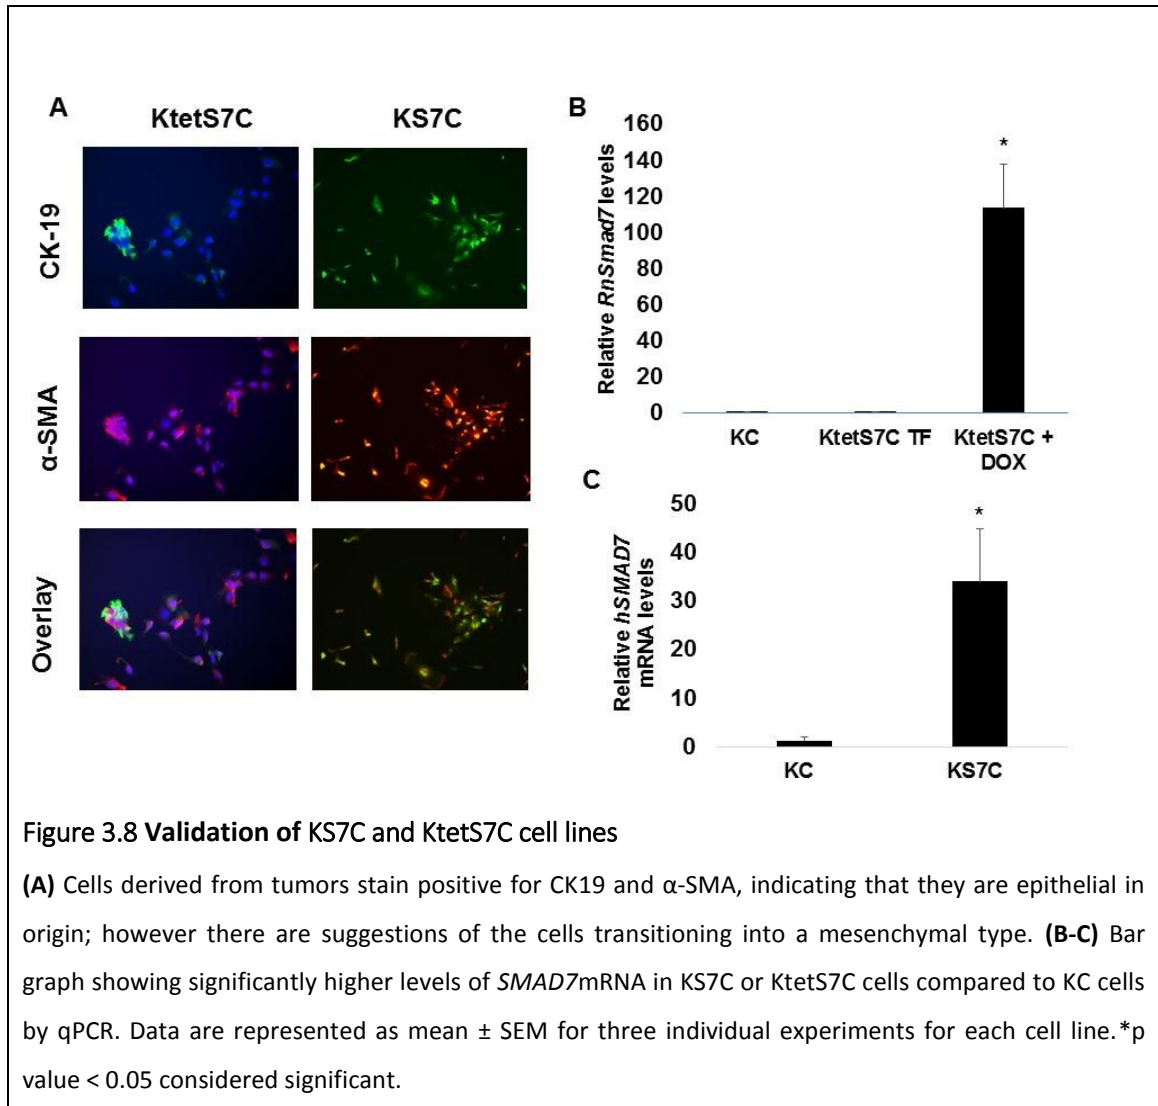 A
KtetS7C
KS7C
CK-19
α-SMA
Overlay
B
Relative RnSmad7 levels
160
140
120
100
80
60
40
20
0
*
KC
KtetS7C TF
KtetS7C +
DOX
C
Relative hSMAD7
mRNA levels
50
40
30
20
10
0
*
KC
KS7C
Figure 3.8 Validation of KS7C and KtetS7C cell lines
(A) Cells derived from tumors stain positive for CK19 and α-SMA, indicating that they are epithelial in
origin; however there are suggestions of the cells transitioning into a mesenchymal type. (B-C) Bar
graph showing significantly higher levels of SMAD7mRNA in KS7C or KtetS7C cells compared to KC cells
by qPCR. Data are represented as mean ± SEM for three individual experiments for each cell line.*p
value < 0.05 considered significant.